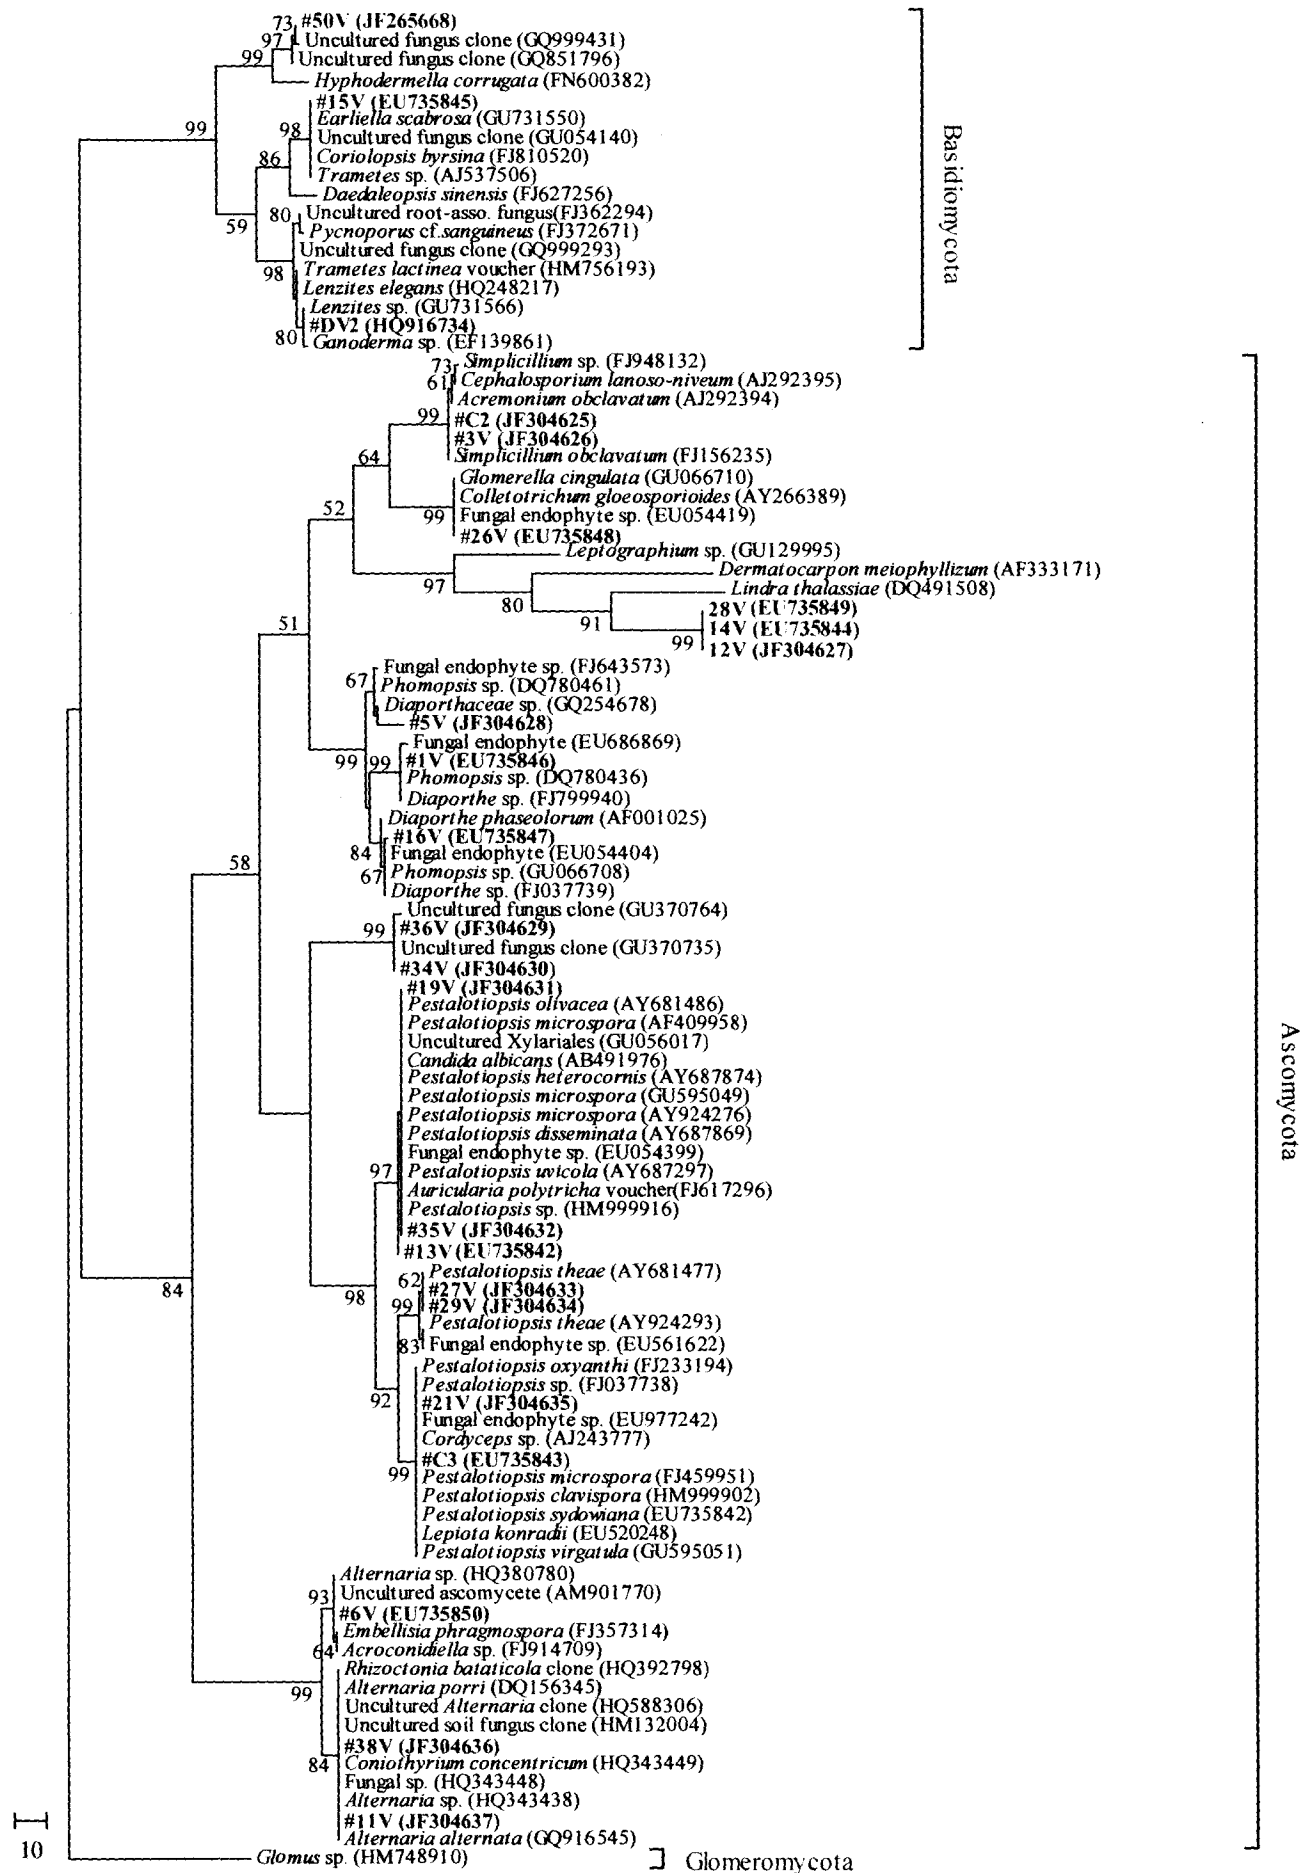 73 #50V (JF265668)
97 Uncultured fungus clone (GQ999431)
99 Uncultured fungus clone (GQ851796)
Hyphodermella corrugata (FN600382)
#15V (EU735845)
Earliella scabrosa (GU731550)
99 98 Uncultured fungus clone (GU054140)
86 Coriolopsis byrsina (FJ810520)
Trametes sp. (AJ537506)
Daedaleopsis sinensis (FJ627256)
80 Uncultured root-asso. fungus(FJ362294)
59 Pycnoporus cf.sanguineus (FJ372671)
Uncultured fungus clone (GQ999293)
98 Trametes lactinea voucher (HM756193)
Lenzites elegans (HQ248217)
Lenzites sp. (GU731566)
#DV2 (HQ916734)
80 Ganoderma sp. (EF139861)
Basidiomycota
73 Simplicillium sp. (FJ948132)
61 Cephalosporium lanoso-niveum (AJ292395)
Acremonium obclavatum (AJ292394)
99 #C2 (JF304625)
#3V (JF304626)
64 Simplicillium obclavatum (FJ156235)
Glomerella cingulata (GU066710)
Colletotrichum gloeosporioides (AY266389)
52 99 Fungal endophyte sp. (EU054419)
#26V (EU735848)
Leptographium sp. (GU129995)
Dermatocarpon meiophyllizum (AF333171)
97 Lindra thalassiae (DQ491508)
80 28V (EU735849)
51 91 14V (EU735844)
99 12V (JF304627)
Fungal endophyte sp. (FJ643573)
67 Phomopsis sp. (DQ780461)
Diaporthaceae sp. (GQ254678)
#5V (JF304628)
Fungal endophyte (EU686869)
99 99 #1V (EU735846)
Phomopsis sp. (DQ780436)
Diaporthe sp. (FJ799940)
Diaporthe phaseolorum (AF001025)
#16V (EU735847)
58 84 Fungal endophyte (EU054404)
67 Phomopsis sp. (GU066708)
Diaporthe sp. (FJ037739)
Uncultured fungus clone (GU370764)
99 #36V (JF304629)
Uncultured fungus clone (GU370735)
#34V (JF304630)
#19V (JF304631)
Pestalotiopsis olivacea (AY681486)
Pestalotiopsis microspora (AF409958)
Uncultured Xylariales (GU056017)
Candida albicans (AB491976)
Pestalotiopsis heterocornis (AY687874)
Pestalotiopsis microspora (GU595049)
Pestalotiopsis microspora (AY924276)
Pestalotiopsis disseminata (AY687869)
Fungal endophyte sp. (EU054399)
97 Pestalotiopsis uvicola (AY687297)
Auricularia polytricha voucher(FJ617296)
Pestalotiopsis sp. (HM999916)
#35V (JF304632)
#13V(EU735842)
62 Pestalotiopsis theae (AY681477)
84 98 #27V (JF304633)
99 #29V (JF304634)
Pestalotiopsis theae (AY924293)
83 Fungal endophyte sp. (EU561622)
Pestalotiopsis oxyanthi (FJ233194)
Pestalotiopsis sp. (FJ037738)
92 #21V (JF304635)
Fungal endophyte sp. (EU977242)
Cordyceps sp. (AJ243777)
#C3 (EU735843)
99 Pestalotiopsis microspora (FJ459951)
Pestalotiopsis clavispora (HM999902)
Pestalotiopsis sydowiana (EU735842)
Lepiota konradii (EU520248)
Pestalotiopsis virgatula (GU595051)
Alternaria sp. (HQ380780)
93 Uncultured ascomycete (AM901770)
#6V (EU735850)
Embellisia phragmospora (FJ357314)
64 Acroconidiella sp. (FJ914709)
Rhizoctonia bataticola clone (HQ392798)
99 Alternaria porri (DQ156345)
Uncultured Alternaria clone (HQ588306)
Uncultured soil fungus clone (HM132004)
#38V (JF304636)
84 Coniothyrium concentricum (HQ343449)
Fungal sp. (HQ343448)
Alternaria sp. (HQ343438)
#11V (JF304637)
Alternaria alternata (GQ916545)
Ascomycota
10
Glomus sp. (HM748910)
Glomeromycota